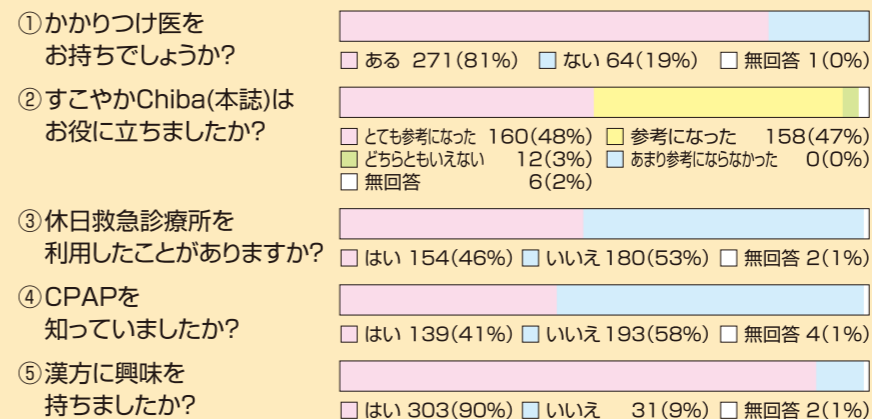 ①かかりつけ医を
お持ちでしょうか?
□ ある 271(81%) □ ない 64(19%) □ 無回答 1(0%)
②すこやかChiba(本誌)は
お役に立ちましたか?
□ とても参考になった 160(48%) □ 参考になった 158(47%)
□ どちらともいえない 12(3%) □ あまり参考にならなかった 0(0%)
□ 無回答 6(2%)
③休日救急診療所を
利用したことがありますか?
□ はい 154(46%) □ いいえ 180(53%) □ 無回答 2(1%)
④CPAPを
知っていましたか?
□ はい 139(41%) □ いいえ 193(58%) □ 無回答 4(1%)
⑤漢方に興味を
持ちましたか?
□ はい 303(90%) □ いいえ 31(9%) □ 無回答 2(1%)